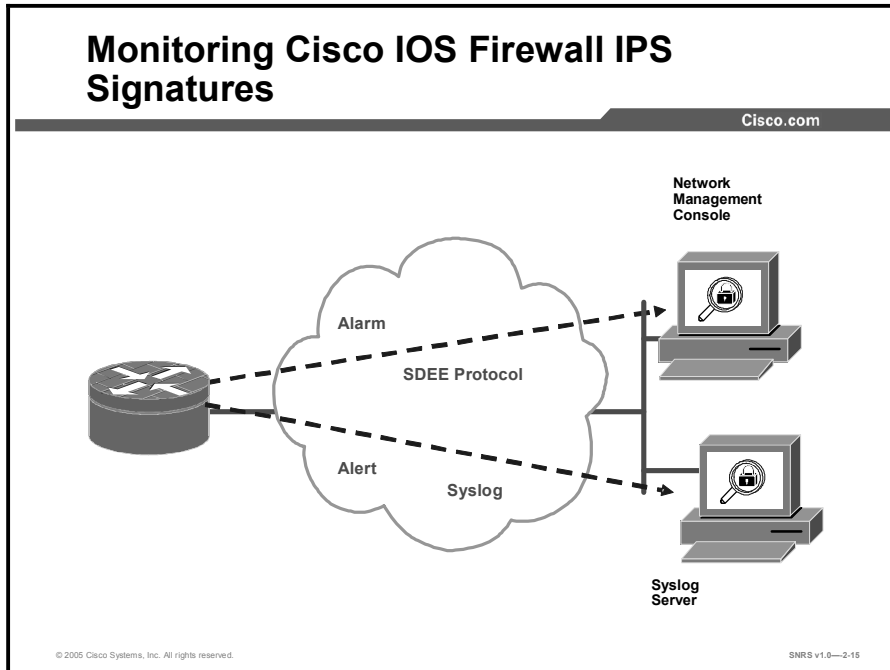 Monitoring Cisco IOS Firewall IPS
Signatures
Cisco.com
Network
Management
Console
Alarm
SDEE Protocol
Alert
Syslog
Syslog
Server
© 2005 Cisco Systems, Inc. All rights reserved.
SNRS v1.0—2-15